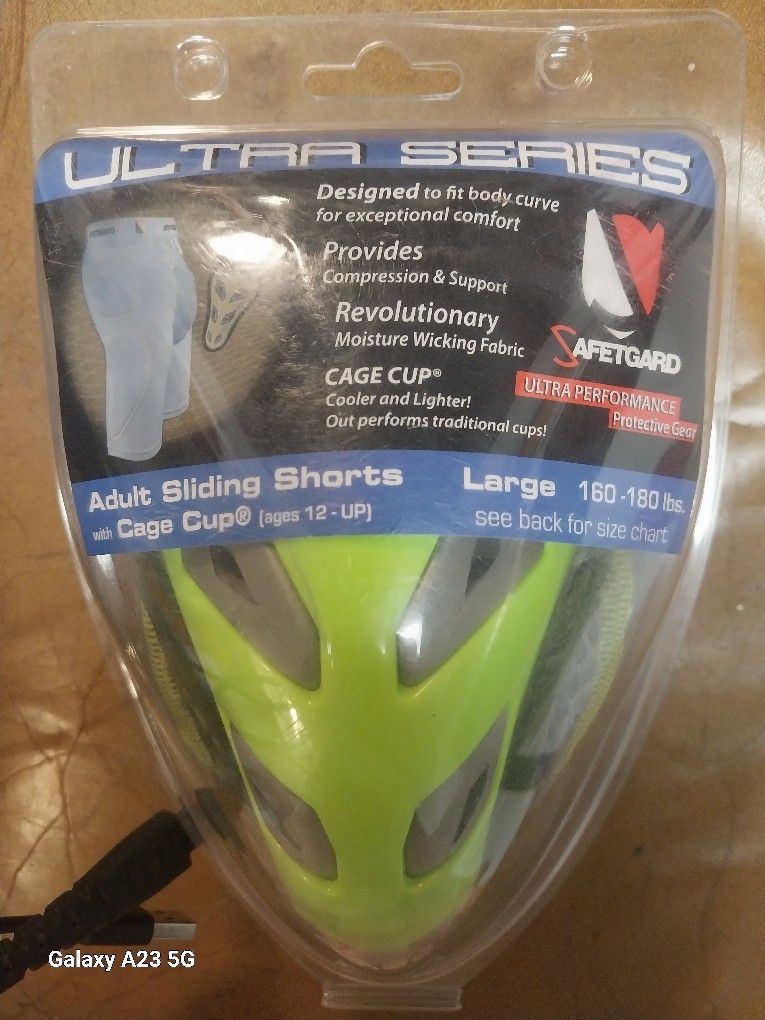 ULTRA SERIES
Designed to fit body curve
for exceptional comfort
Provides
Compression & Support
Revolutionary
Moisture Wicking Fabric
CAGE CUP®
Cooler and Lighter!
Out performs traditional cups!
SAFETGARD
ULTRA PERFORMANCE
Protective Gear
Adult Sliding Shorts
with Cage Cup® (ages 12 - UP)
Large 160 -180 lbs.
see back for size chart
Galaxy A23 5G